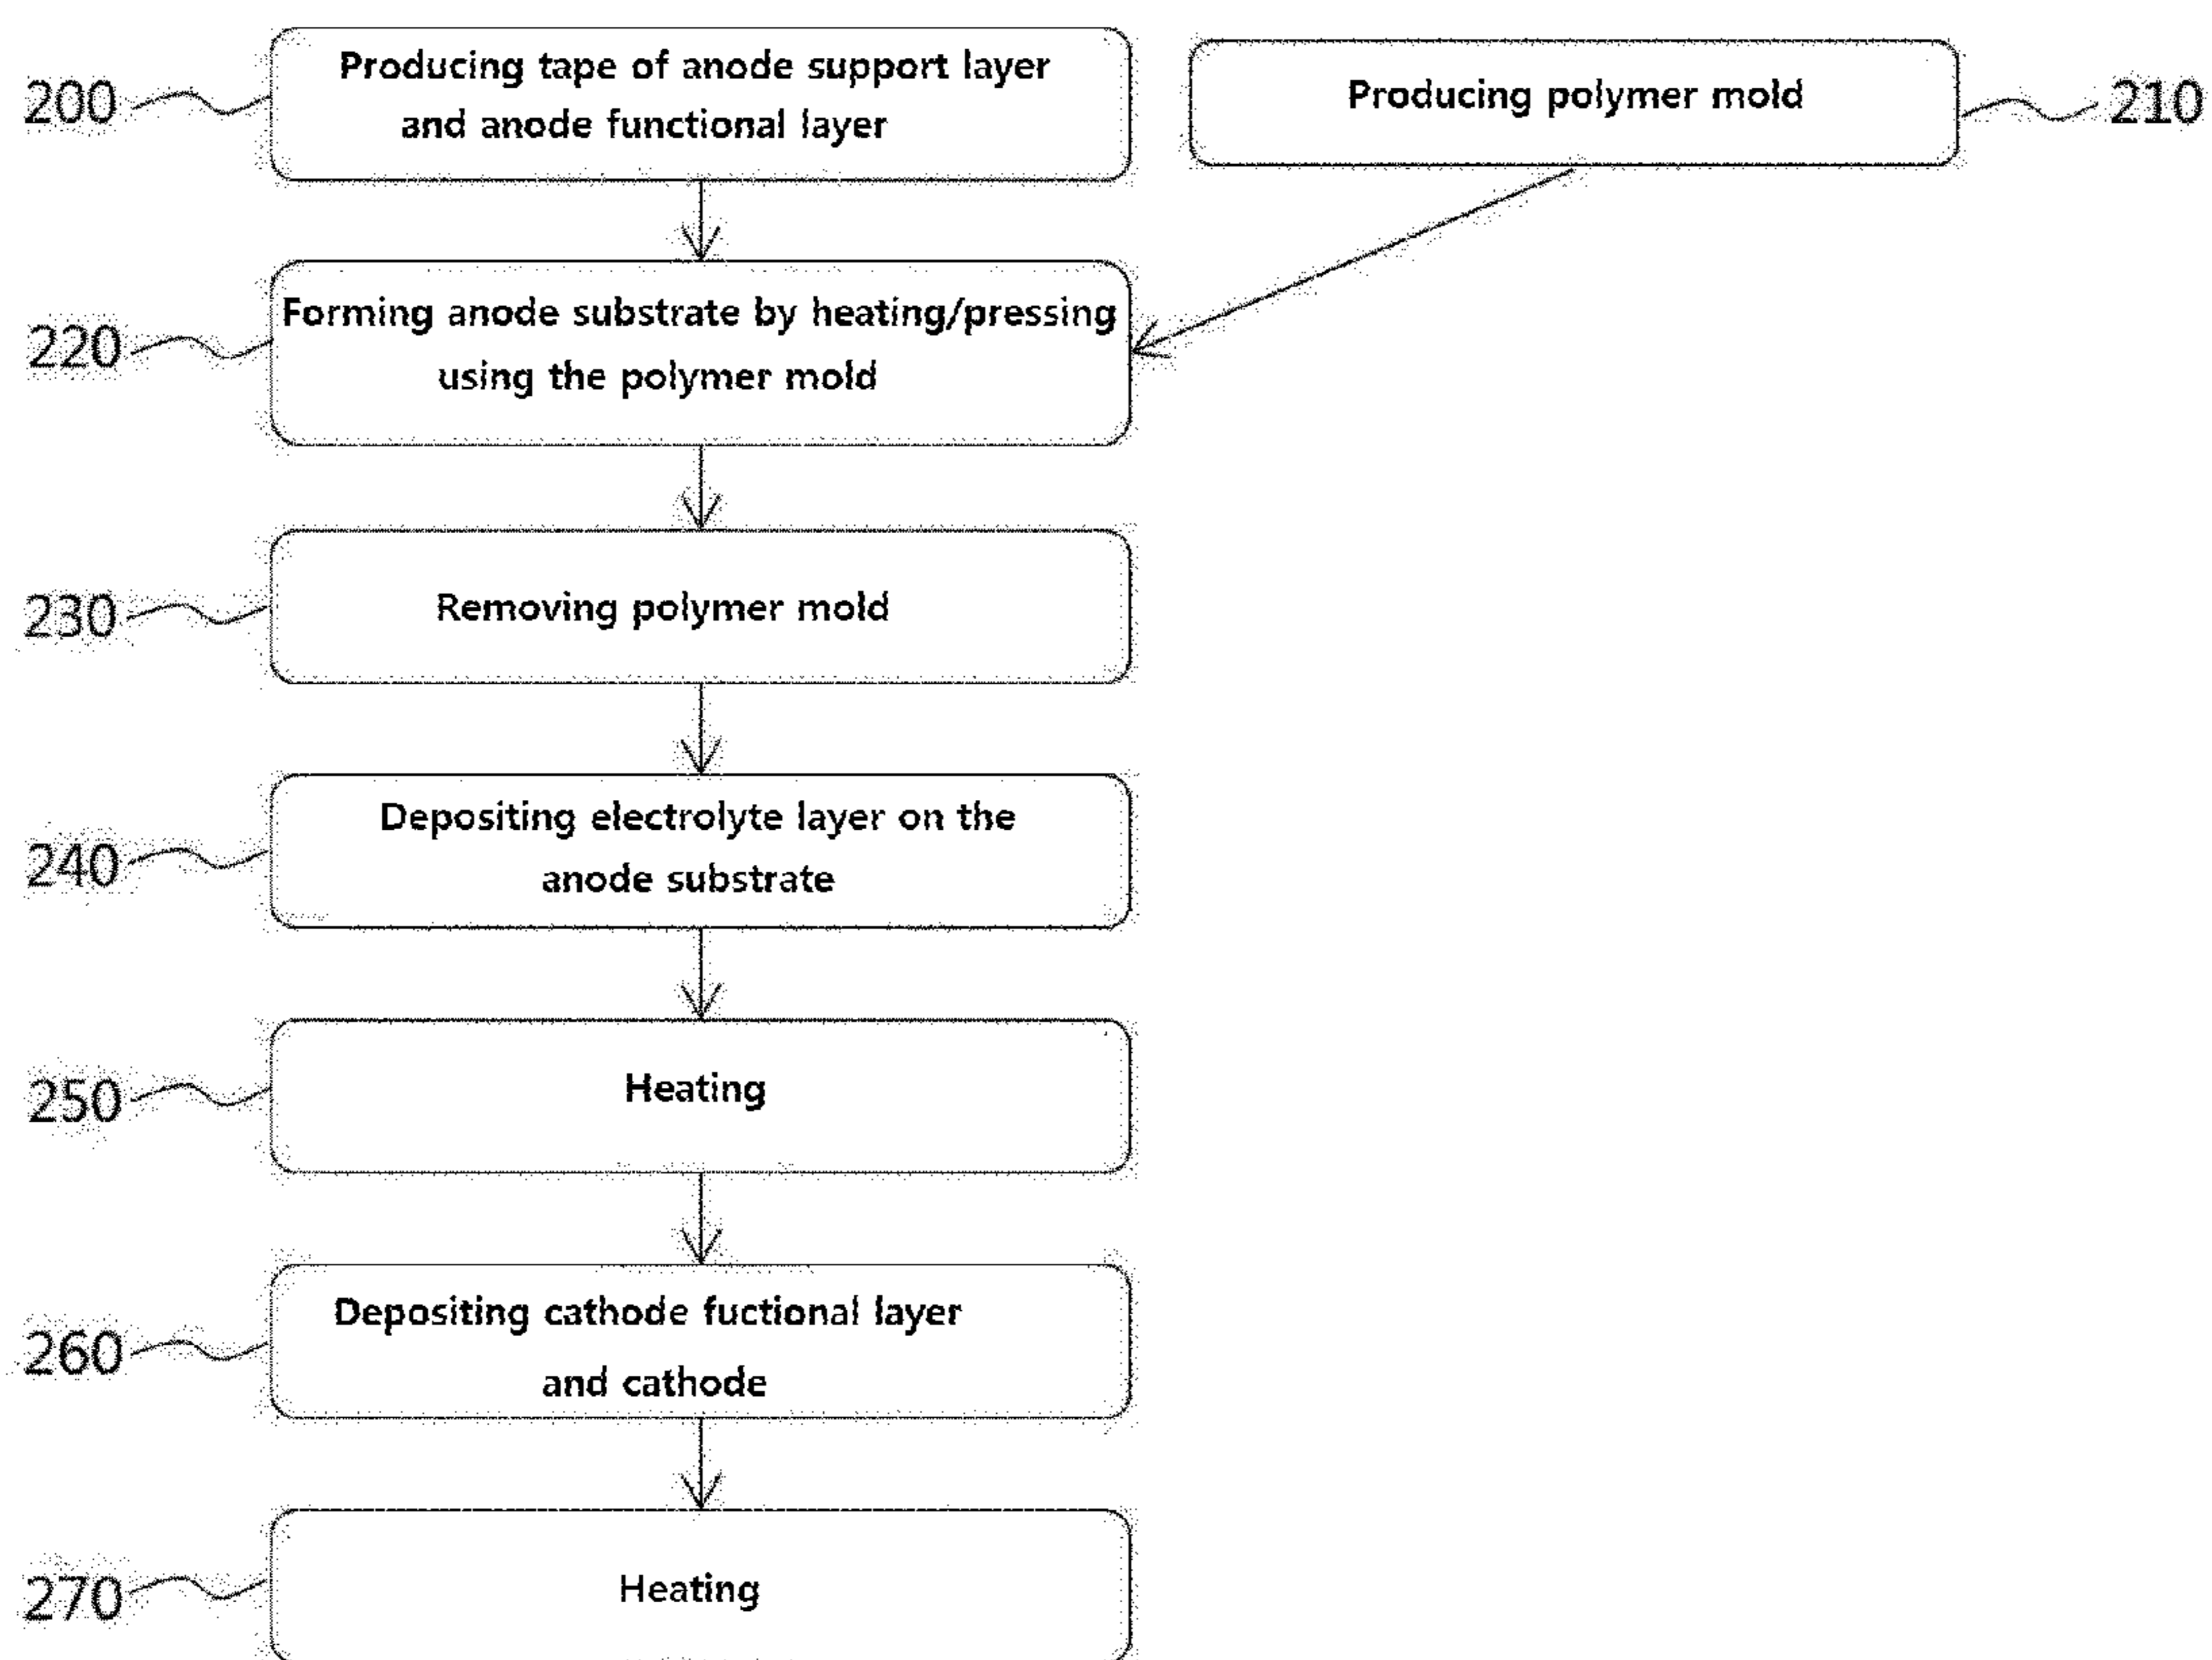 200
Producing tape of anode support layer
and anode functional layer
Producing polymer mold
210
220
Forming anode substrate by heating/pressing
using the polymer mold
230
Removing polymer mold
240
Depositing electrolyte layer on the
anode substrate
250
Heating
260
Depositing cathode fuctional layer
and cathode
270
Heating